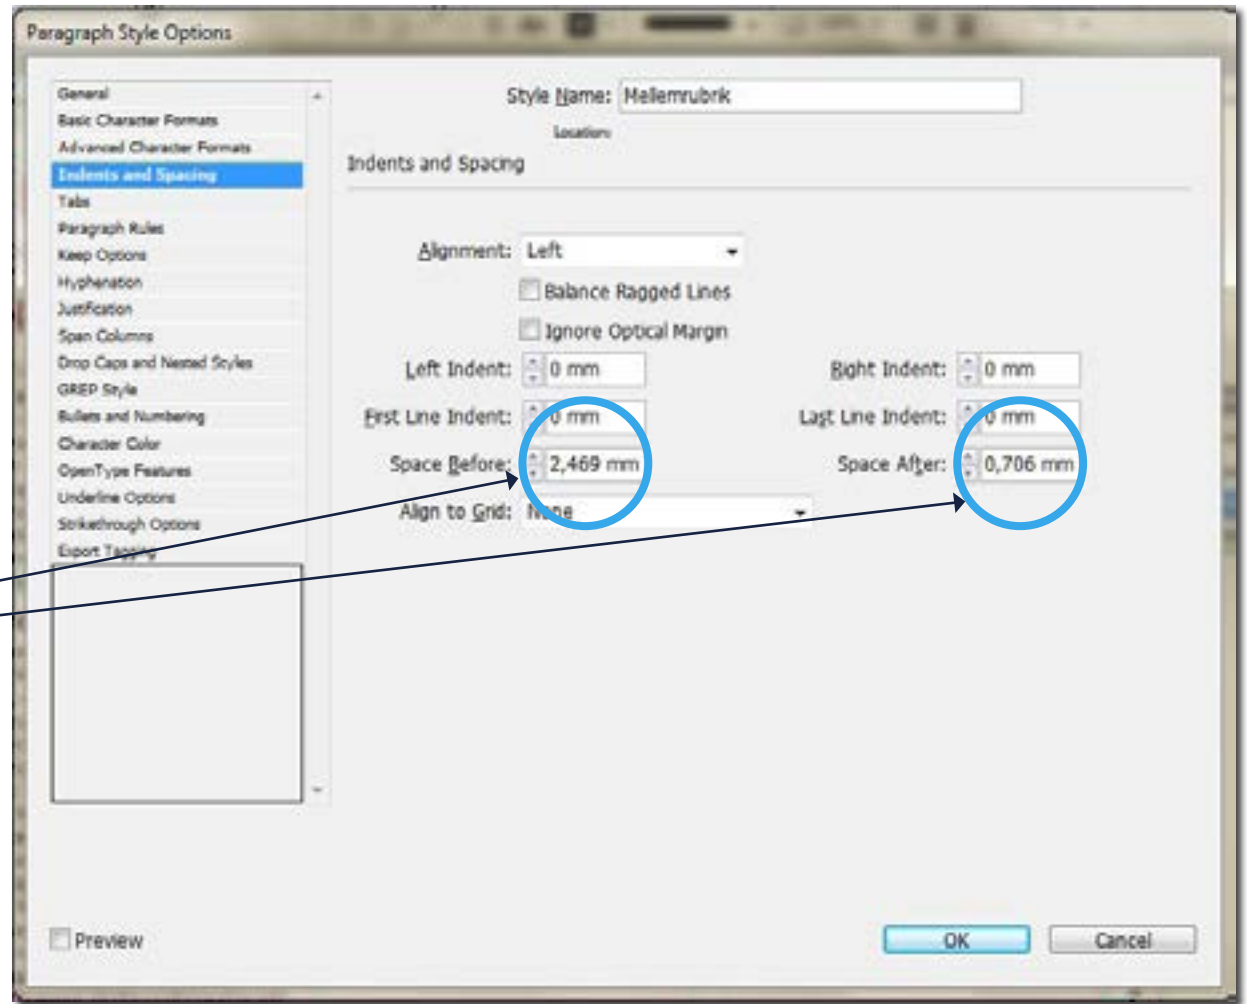 Paragraph Style Options
General
Basic Character Formats
Advanced Character Formats
Indents and Spacing
Tabs
Paragraph Rules
Keep Options
Hyphenation
Justification
Span Columns
Drop Caps and Nested Styles
GREP Style
Bullets and Numbering
Character Color
OpenType Features
Underline Options
Strikethrough Options
Export Tagging
Style Name: Mellemrubrik
Location:
Indents and Spacing
Alignment: Left
Balance Ragged Lines
Ignore Optical Margin
Left Indent: 0 mm Right Indent: 0 mm
First Line Indent: 0 mm Last Line Indent: 0 mm
Space Before: 2,469 mm Space After: 0,706 mm
Align to Grid: None
Preview OK Cancel